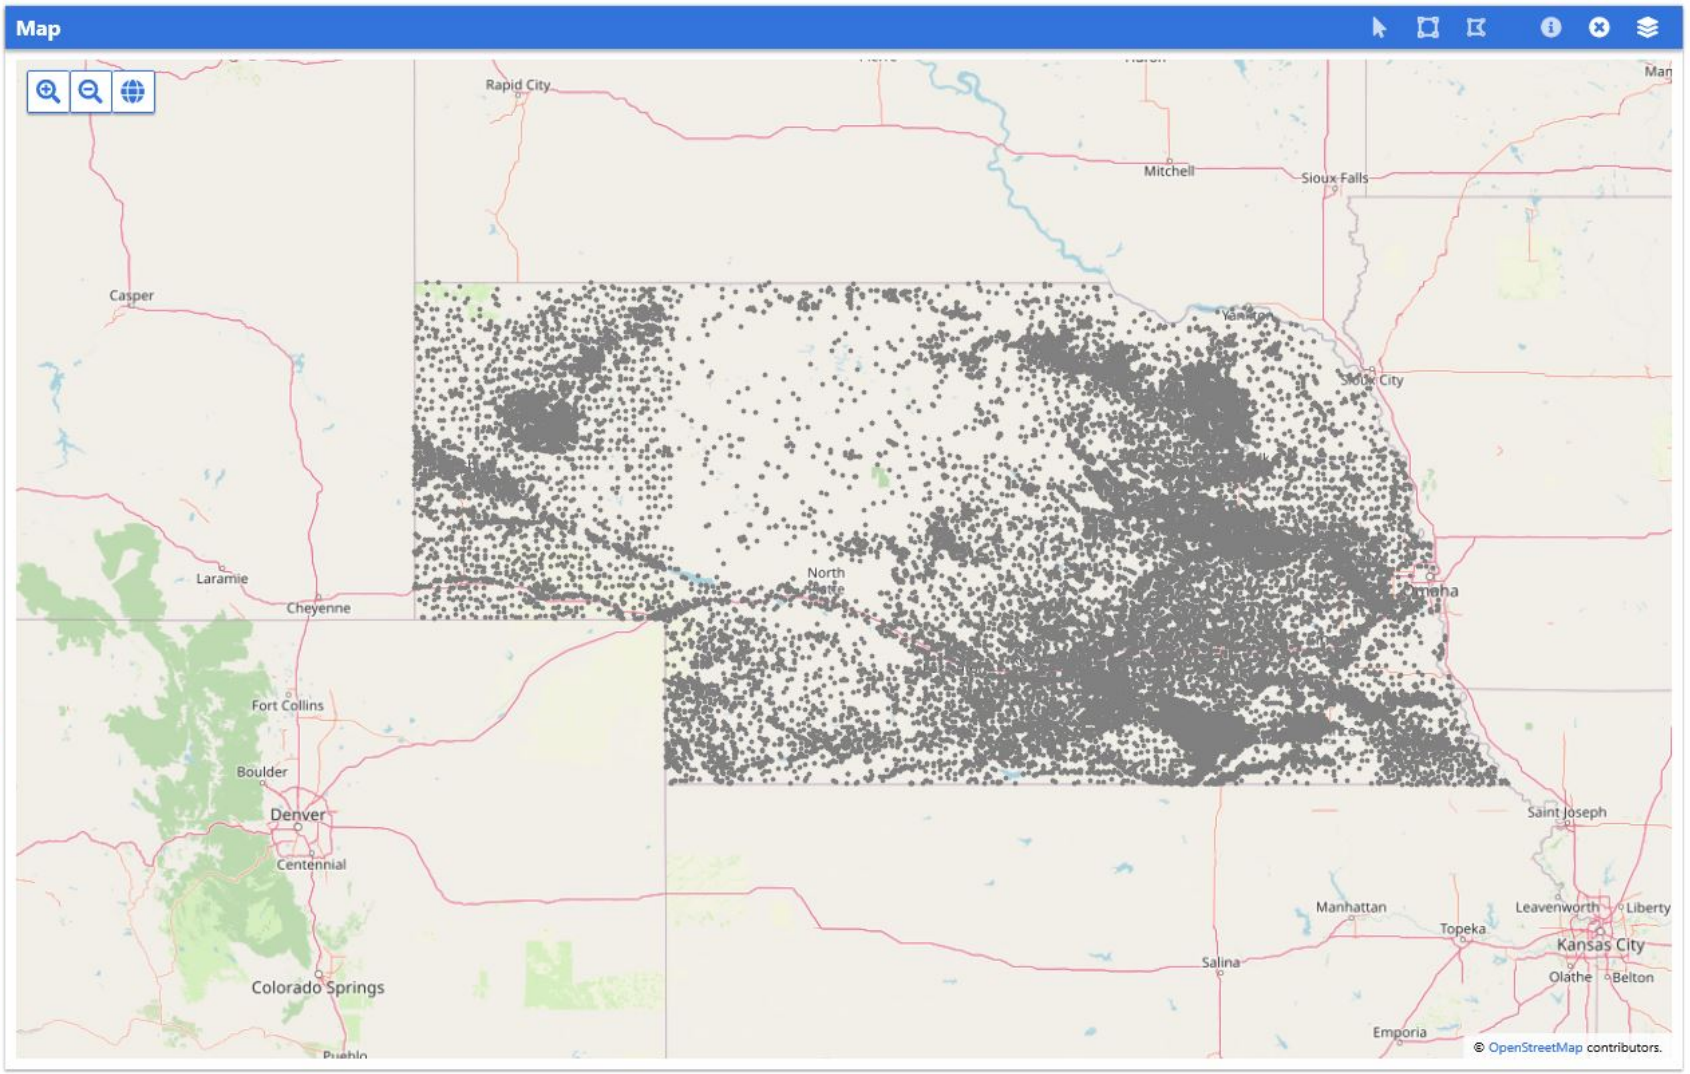 Map
Man
Rapid City
Mitchell
Sioux Falls
Casper
Yankton
Sioux City
North
Laramie
Cheyenne
Omaha
Fort Collins
Boulder
Denver
Centennial
Saint Joseph
Manhattan
Leavenworth
Liberty
Topeka
Kansas City
Salina
Olathe
Belton
Colorado Springs
Emporia
Pueblo
© OpenStreetMap contributors.